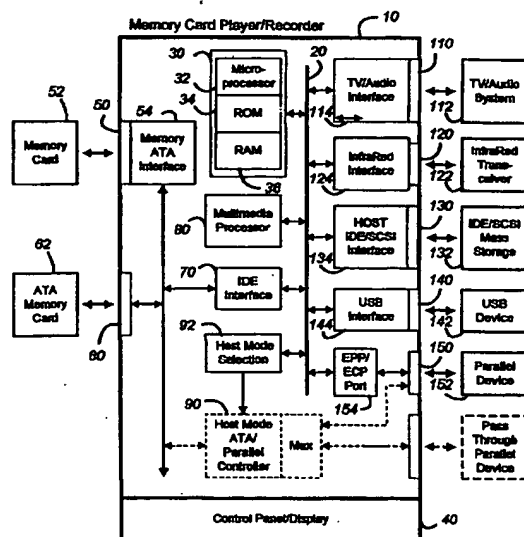 Memory Card Player/Recorder
10
30
20
110
32
Micro-
processor
34
ROM
RAM
36
TV/Audio
Interface
114
TV/Audio
System
112
52
50
54
Memory
Card
Memory
ATA
Interface
120
InfraRed Interface
124
InfraRed
Trans-
ceiver
122
130
Multimedia
Processor
80
HOST
IDE/SCSI
Interface
134
IDE/SCSI
Mass
Storage
132
62
ATA
Memory
Card
60
70
IDE
Interface
140
USB
Interface
144
USB
Device
142
92
Host Mode
Selection
150
EPP/
ECP
Port
154
Parallel
Device
152
90
Host Mode
ATA/
Parallel
Controller
Mux
Pass
Through
Parallel
Device
Control Panel/Display
40